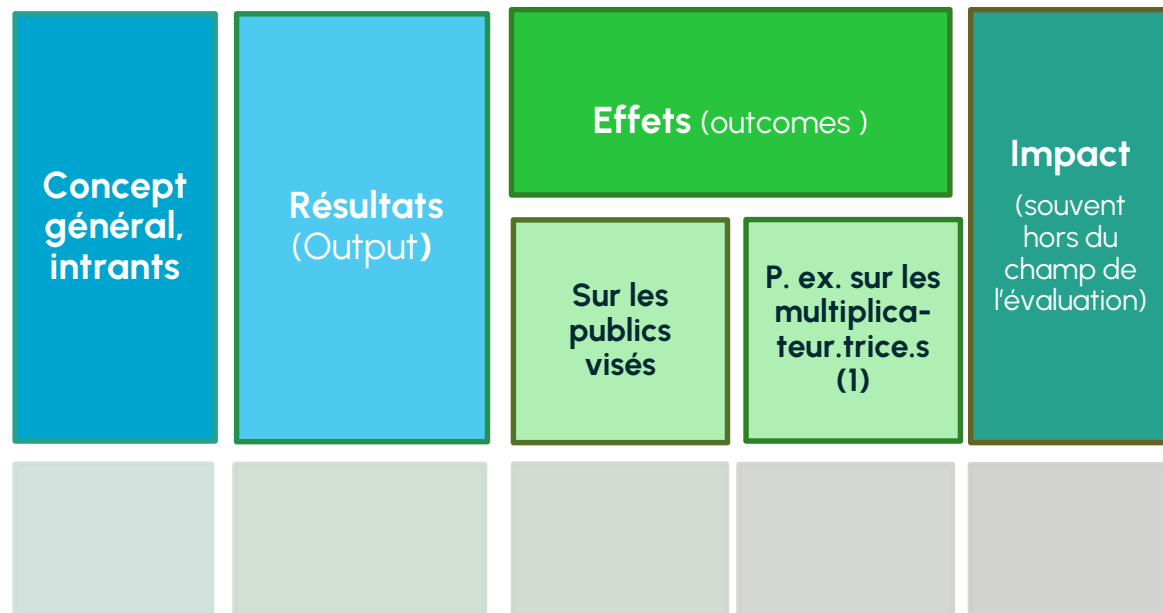 Concept
général,
intrants
Résultats
(Output)
Effets (outcomes )
Sur les
publics
visés
P. ex. sur les
multiplica-
teur.trice.s
(1)
Impact
(souvent
hors du
champ de
l'évaluation)